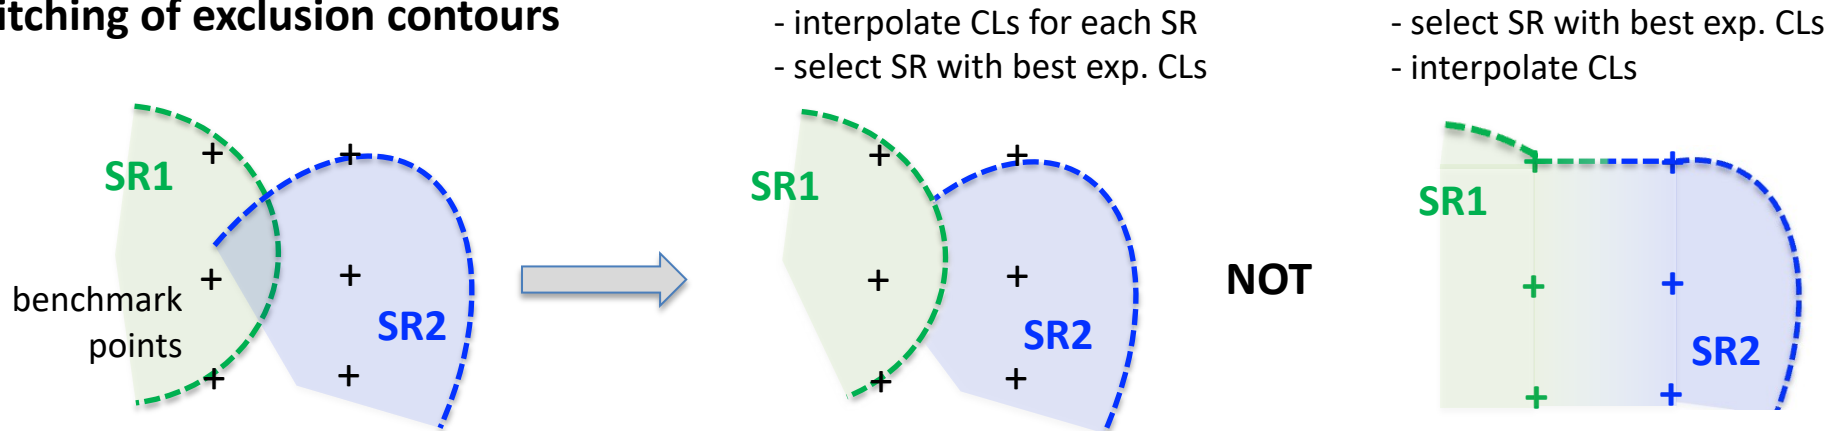 itching of exclusion contours
- interpolate CLs for each SR
- select SR with best exp. CLs
- select SR with best exp. CLs
- interpolate CLs
SR1
benchmark
points
SR2
SR1
SR2
NOT
SR1
SR2